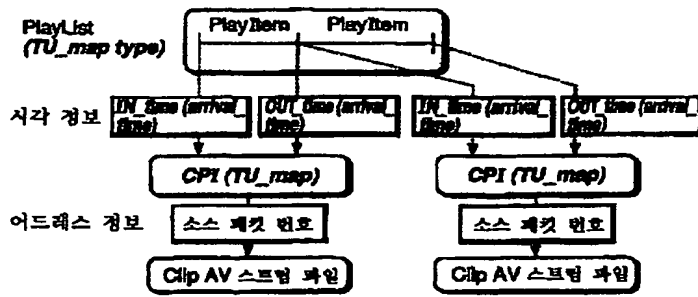 PlayItem PlayItem
PlayList
(TU_map type)
시각 정보
IN_time (arrival_time)
OUT_time (arrival_time)
IN_time (arrival_time)
OUT_time (arrival_time)
CPI (TU_map)
CPI (TU_map)
어드레스 정보
소스 패킷 번호
소스 패킷 번호
Clip AV 스트럼 파일
Clip AV 스트림 파일